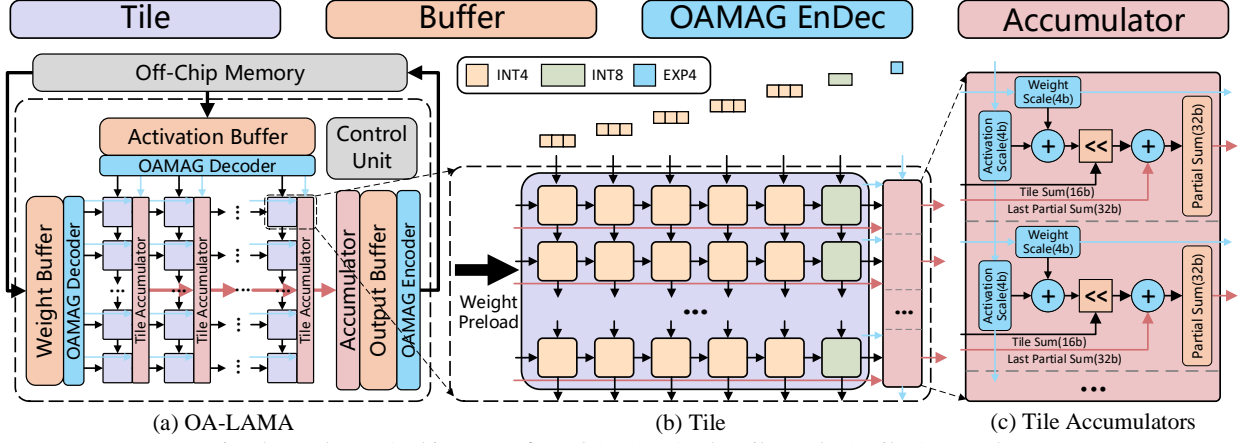 Tile
Buffer
OAMAG EnDec
Accumulator
Off-Chip Memory
Activation Buffer
OAMAG Decoder
Control
Unit
Weight Buffer
OAMAG Decoder
Tile Accumulator
Tile Accumulator
Tile Accumulator
Accumulator
Output Buffer
OAMAG Encoder
...
...
...
...
...
...
(a) OA-LAMA
INT4
INT8
EXP4
Weight
Preload
...
...
(b) Tile
Weight
Scale(4b)
Activation
Scale(4b)
+
<<
+
Partial Sum(32b)
Tile Sum(16b)
Last Partial Sum(32b)
Weight
Scale(4b)
Activation
Scale(4b)
+
<<
+
Partial Sum(32b)
Tile Sum(16b)
Last Partial Sum(32b)
...
(c) Tile Accumulators